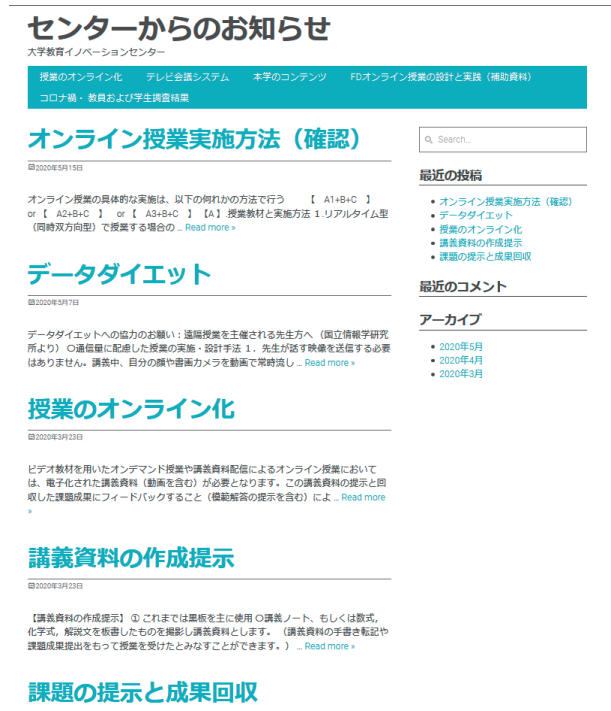 センターからのお知らせ
大学教育イノベーションセンター
授業のオンライン化 テレビ会議システム 本学のコンテンツ FDオンライン授業の設計と実践（補助資料）
コロナ禍・ 教員および学生調査結果
オンライン授業実施方法（確認）
2020年5月15日
オンライン授業の具体的な実施は、以下の何れかの方法で行う 【 A1+B+C 】
or 【 A2+B+C 】 or 【 A3+B+C 】 【A 】.授業教材と実施方法 １.リアルタイム型
（同時双方向型）で授業する場合の ... Read more »
データダイエット
2020年5月7日
データダイエットへの協力のお願い：遠隔授業を主催される先生方へ （国立情報学研究
所より） 〇通信量に配慮した授業の実施・設計手法 １．先生が話す映像を送信する必要
はありません。講義中、自分の顔や書画カメラを動画で常時流し ... Read more »
授業のオンライン化
2020年3月23日
ビデオ教材を用いたオンデマンド授業や講義資料配信によるオンライン授業において
は、電子化された講義資料（動画を含む）が必要となります。この講義資料の提示と回
収した課題成果にフィードバックすること（模範解答の提示を含む）によ ... Read more
»
講義資料の作成提示
2020年3月23日
【講義資料の作成提示】 ① これまでは黒板を主に使用 〇講義ノート、もしくは数式，
化学式，解説文を板書したものを撮影し講義資料とします。 （講義資料の手書き転記や
課題成果提出をもって授業を受けたとみなすことができます。） ... Read more »
課題の提示と成果回収
Search...
最近の投稿
オンライン授業実施方法（確認）
データダイエット
授業のオンライン化
講義資料の作成提示
課題の提示と成果回収
最近のコメント
アーカイブ
2020年5月
2020年4月
2020年3月